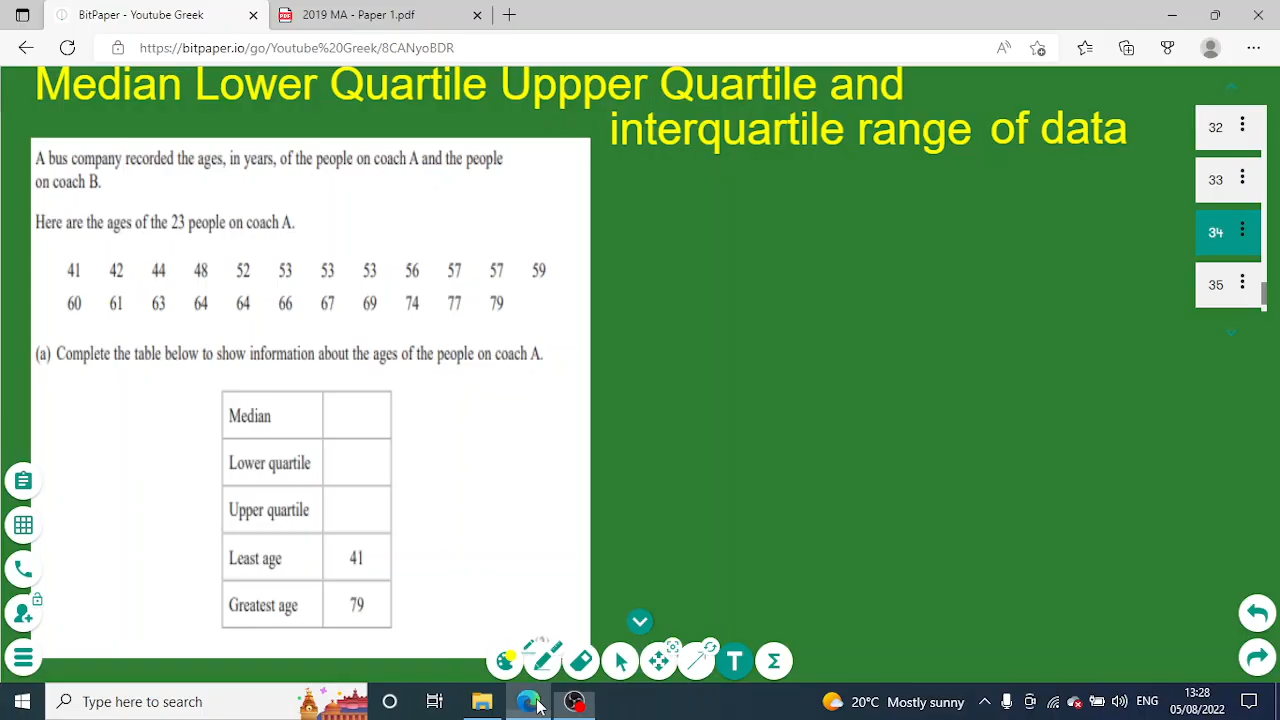 BitPaper - Youtube Greek
2019 MA - Paper 1.pdf
https://bitpaper.io/go/Youtube%20Greek/8CANyoBDR
Median Lower Quartile Uppper Quartile and
interquartile range of data
A bus company recorded the ages, in years, of the people on coach A and the people
on coach B.
Here are the ages of the 23 people on coach A.
41 42 44 48 52 53 53 53 56 57 57 59
60 61 63 64 64 66 67 69 74 77 79
(a) Complete the table below to show information about the ages of the people on coach A.
Median
Lower quartile
Upper quartile
Least age 41
Greatest age 79
32
33
34
35
T
Σ
Type here to search
20°C Mostly sunny
ENG
13:28
05/08/2022